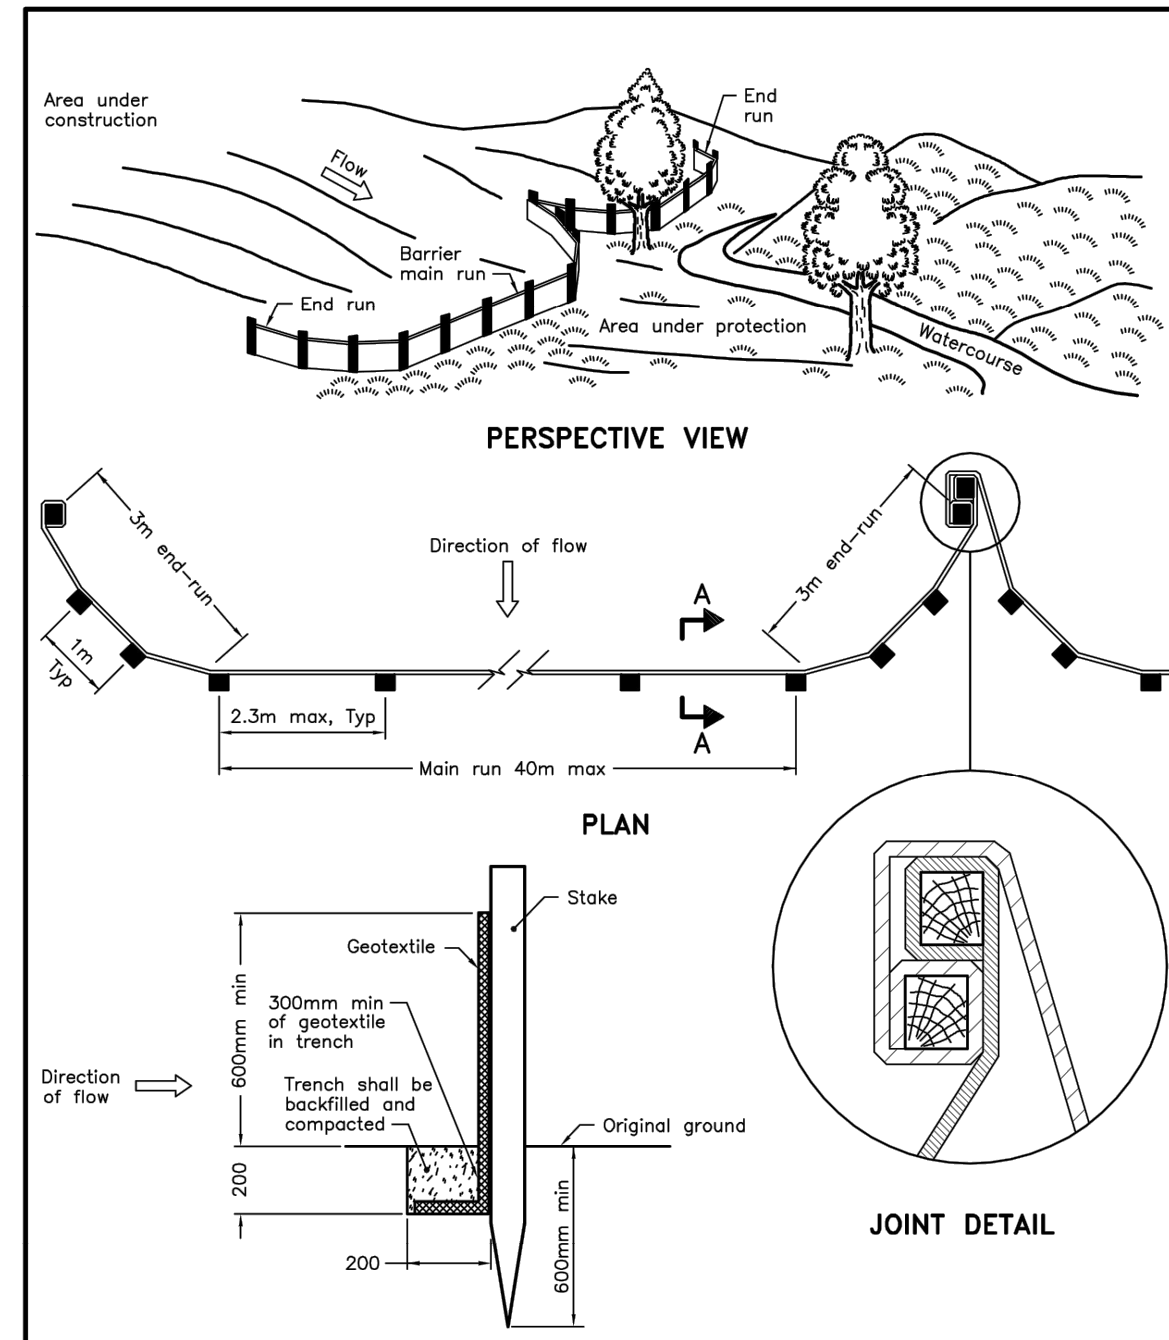 Area under
construction
Flow
End
run
Barrier
main run
End run
Area under protection
Watercourse
PERSPECTIVE VIEW
3m end-run
Direction of flow
3m end-run
A
1m
Typ
2.3m max, Typ
A
Main run 40m max
PLAN
Stake
Geotextile
600mm min
300mm min
of geotextile
in trench
Direction
of flow
Trench shall be
backfilled and
compacted
Original ground
200
600mm min
200
JOINT DETAIL